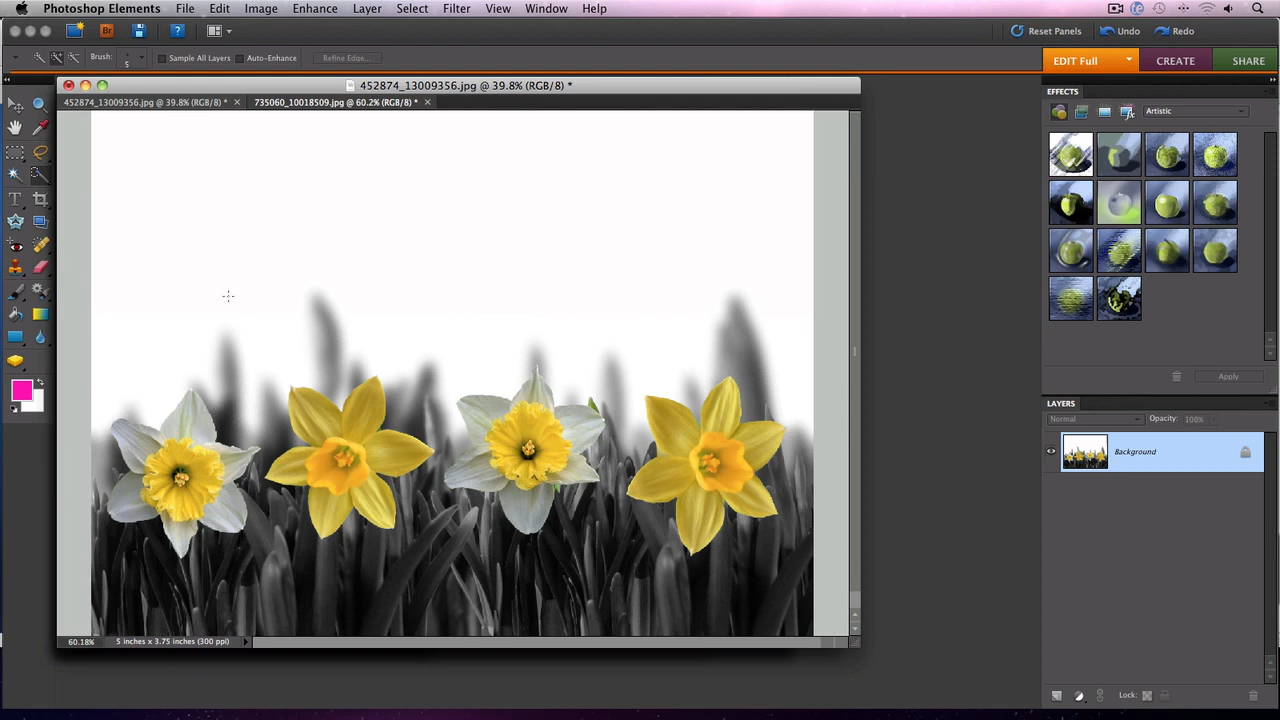 Photoshop Elements File Edit Image Enhance Layer Select Filter View Window Help
Br ? Reset Panels Undo Redo
Brush: 5 Sample All Layers Auto-Enhance Refine Edge... EDIT Full CREATE SHARE
452874_13009356.jpg @ 39.8% (RGB/8) *
452874_13009356.jpg @ 39.8% (RGB/8) * × 735060_10018509.jpg @ 60.2% (RGB/8) * ×
EFFECTS
Artistic
Apply
LAYERS
Normal Opacity: 100%
Background
60.18% 5 inches x 3.75 inches (300 ppi)
Lock: